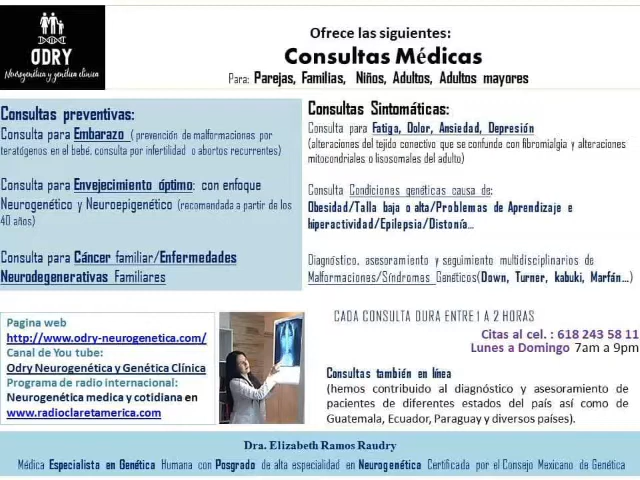 ODRY
Neurogenética y genética clínica
Ofrece las siguientes:
Consultas Médicas
Para: Parejas, Familias, Niños, Adultos, Adultos mayores
Consultas preventivas:
Consulta para Embarazo ( prevención de malformaciones por
teratógenos en el bebé, consulta por infertilidad o abortos recurrentes)
Consulta para Envejecimiento óptimo: con enfoque
Neurogenético y Neuroepigenético (recomendada a partir de los
40 años)
Consulta para Cáncer familiar/Enfermedades
Neurodegenerativas Familiares
Consultas Sintomáticas:
Consulta para Fatiga, Dolor, Ansiedad, Depresión
(alteraciones del tejido conectivo que se confunde con fibromialgia y alteraciones
mitocondriales o lisosomales del adulto)
Consulta Condiciones genéticas causa de:
Obesidad/Talla baja o alta/Problemas de Aprendizaje e
hiperactividad/Epilepsia/Distonía...
Diagnóstico, asesoramiento y seguimiento multidisciplinarios de
Malformaciones/Síndromes Genéticos(Down, Turner, kabuki, Marfán...)
Pagina web
http://www.odry-neurogenetica.com/
Canal de You tube:
Odry Neurogenética y Genética Clínica
Programa de radio internacional:
Neurogenética medica y cotidiana en
www.radioclaretamerica.com
CADA CONSULTA DURA ENTRE 1 A 2 HORAS
Citas al cel. : 618 243 58 11
Lunes a Domingo 7am a 9pm
Consultas también en línea
(hemos contribuido al diagnóstico y asesoramiento de
pacientes de diferentes estados del país así como de
Guatemala, Ecuador, Paraguay y diversos países).
Dra. Elizabeth Ramos Raudry
Médica Especialista en Genética Humana con Posgrado de alta especialidad en Neurogenética Certificada por el Consejo Mexicano de Genética